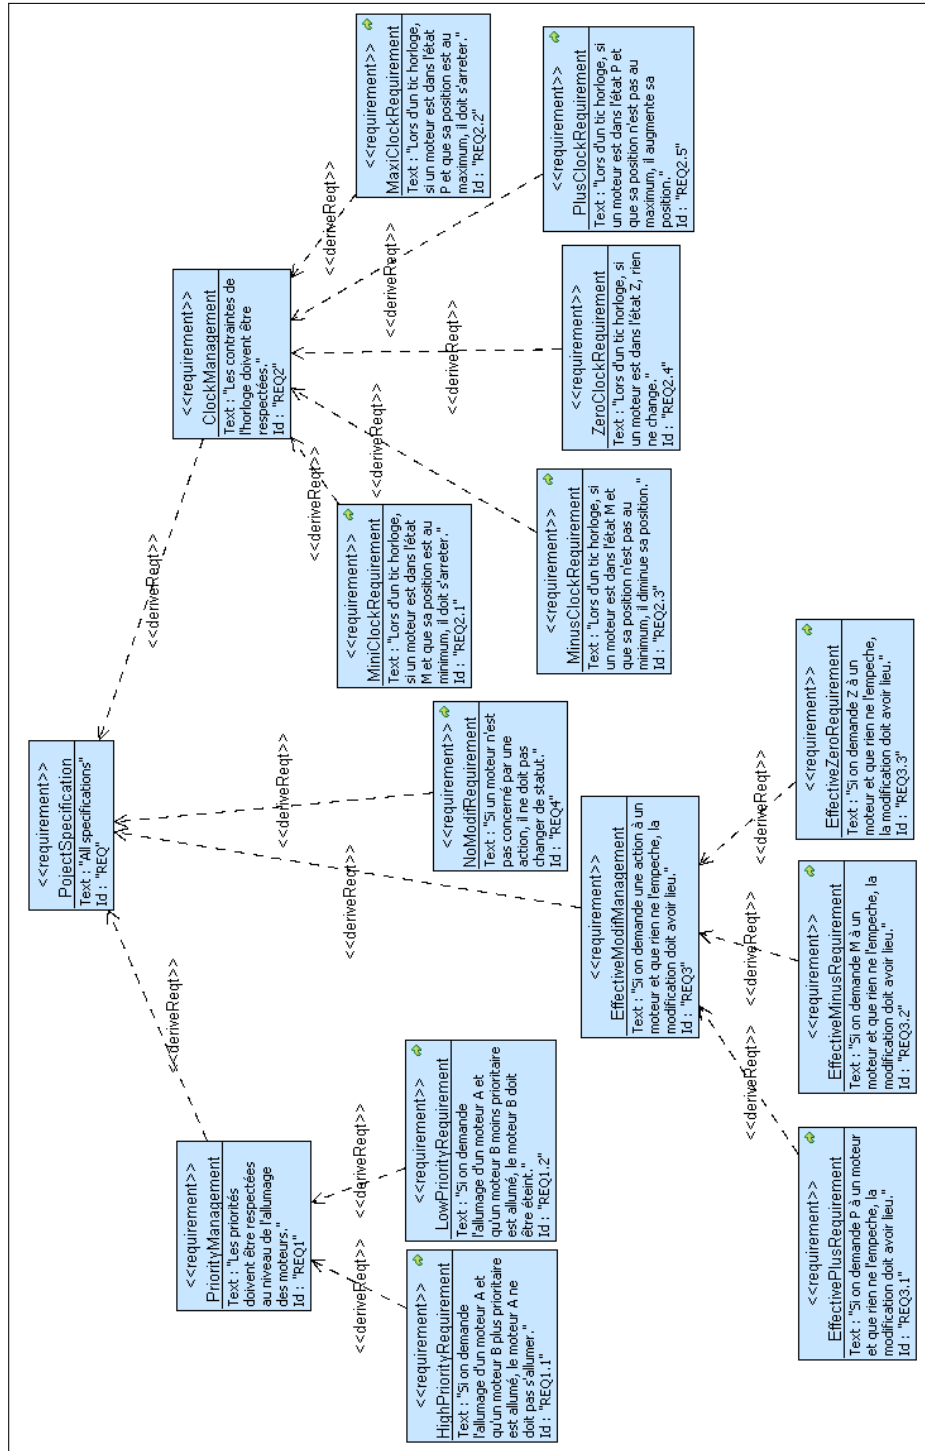 <<requirement>>
PojectSpecification
Text : "All specifications"
Id : "REQ"
<<deriveReqt>>
<<deriveReqt>>
<<deriveReqt>>
<<deriveReqt>>
<<requirement>>
PriorityManagement
Text : "Les priorités
doivent être respectées
au niveau de l'allumage
des moteurs."
Id : "REQ1"
<<deriveReqt>>
<<deriveReqt>>
<<requirement>>
HighPriorityRequirement
Text : "Si on demande
l'allumage d'un moteur A et
qu'un moteur B plus prioritaire
est allumé, le moteur A ne
doit pas s'allumer."
Id : "REQ1.1"
<<requirement>>
LowPriorityRequirement
Text : "Si on demande
l'allumage d'un moteur A et
qu'un moteur B moins prioritaire
est allumé, le moteur B doit
être éteint."
Id : "REQ1.2"
<<requirement>>
NoModifRequirement
Text : "Si un moteur n'est
pas concerné par une
action, il ne doit pas
changer de statut."
Id : "REQ4"
<<requirement>>
EffectiveModifManagement
Text : "Si on demande une action à un
moteur et que rien ne l'empeche, la
modification doit avoir lieu."
Id : "REQ3"
<<deriveReqt>>
<<deriveReqt>>
<<deriveReqt>>
<<requirement>>
EffectivePlusRequirement
Text : "Si on demande P à un moteur
et que rien ne l'empeche, la
modification doit avoir lieu."
Id : "REQ3.1"
<<requirement>>
EffectiveMinusRequirement
Text : "Si on demande M à un
moteur et que rien ne l'empeche, la
modification doit avoir lieu."
Id : "REQ3.2"
<<requirement>>
EffectiveZeroRequirement
Text : "Si on demande Z à un
moteur et que rien ne l'empeche,
la modification doit avoir lieu."
Id : "REQ3.3"
<<requirement>>
ClockManagement
Text : "Les contraintes de
l'horloge doivent être
respectées."
Id : "REQ2"
<<deriveReqt>>
<<deriveReqt>>
<<deriveReqt>>
<<deriveReqt>>
<<deriveReqt>>
<<requirement>>
MiniClockRequirement
Text : "Lors d'un tic horloge,
si un moteur est dans l'état
M et que sa position est au
minimum, il doit s'arreter."
Id : "REQ2.1"
<<requirement>>
MaxiClockRequirement
Text : "Lors d'un tic horloge,
si un moteur est dans l'état
P et que sa position est au
maximum, il doit s'arreter."
Id : "REQ2.2"
<<requirement>>
MinusClockRequirement
Text : "Lors d'un tic horloge, si
un moteur est dans l'état M et
que sa position n'est pas au
minimum, il diminue sa position."
Id : "REQ2.3"
<<requirement>>
ZeroClockRequirement
Text : "Lors d'un tic horloge, si
un moteur est dans l'état Z, rien
ne change."
Id : "REQ2.4"
<<requirement>>
PlusClockRequirement
Text : "Lors d'un tic horloge, si
un moteur est dans l'état P et
que sa position n'est pas au
maximum, il augmente sa
position."
Id : "REQ2.5"